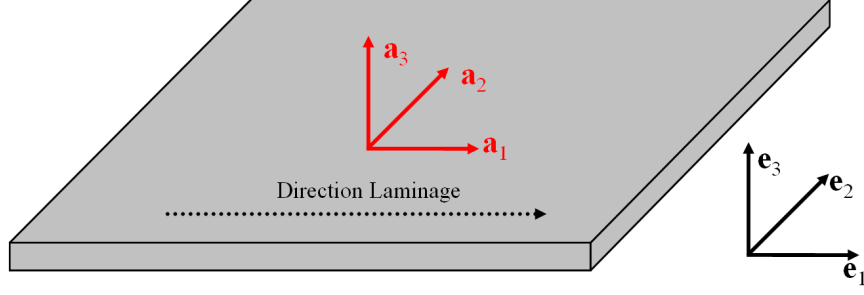 a₃
a₂
a₁
Direction Laminage
e₃
e₂
e₁